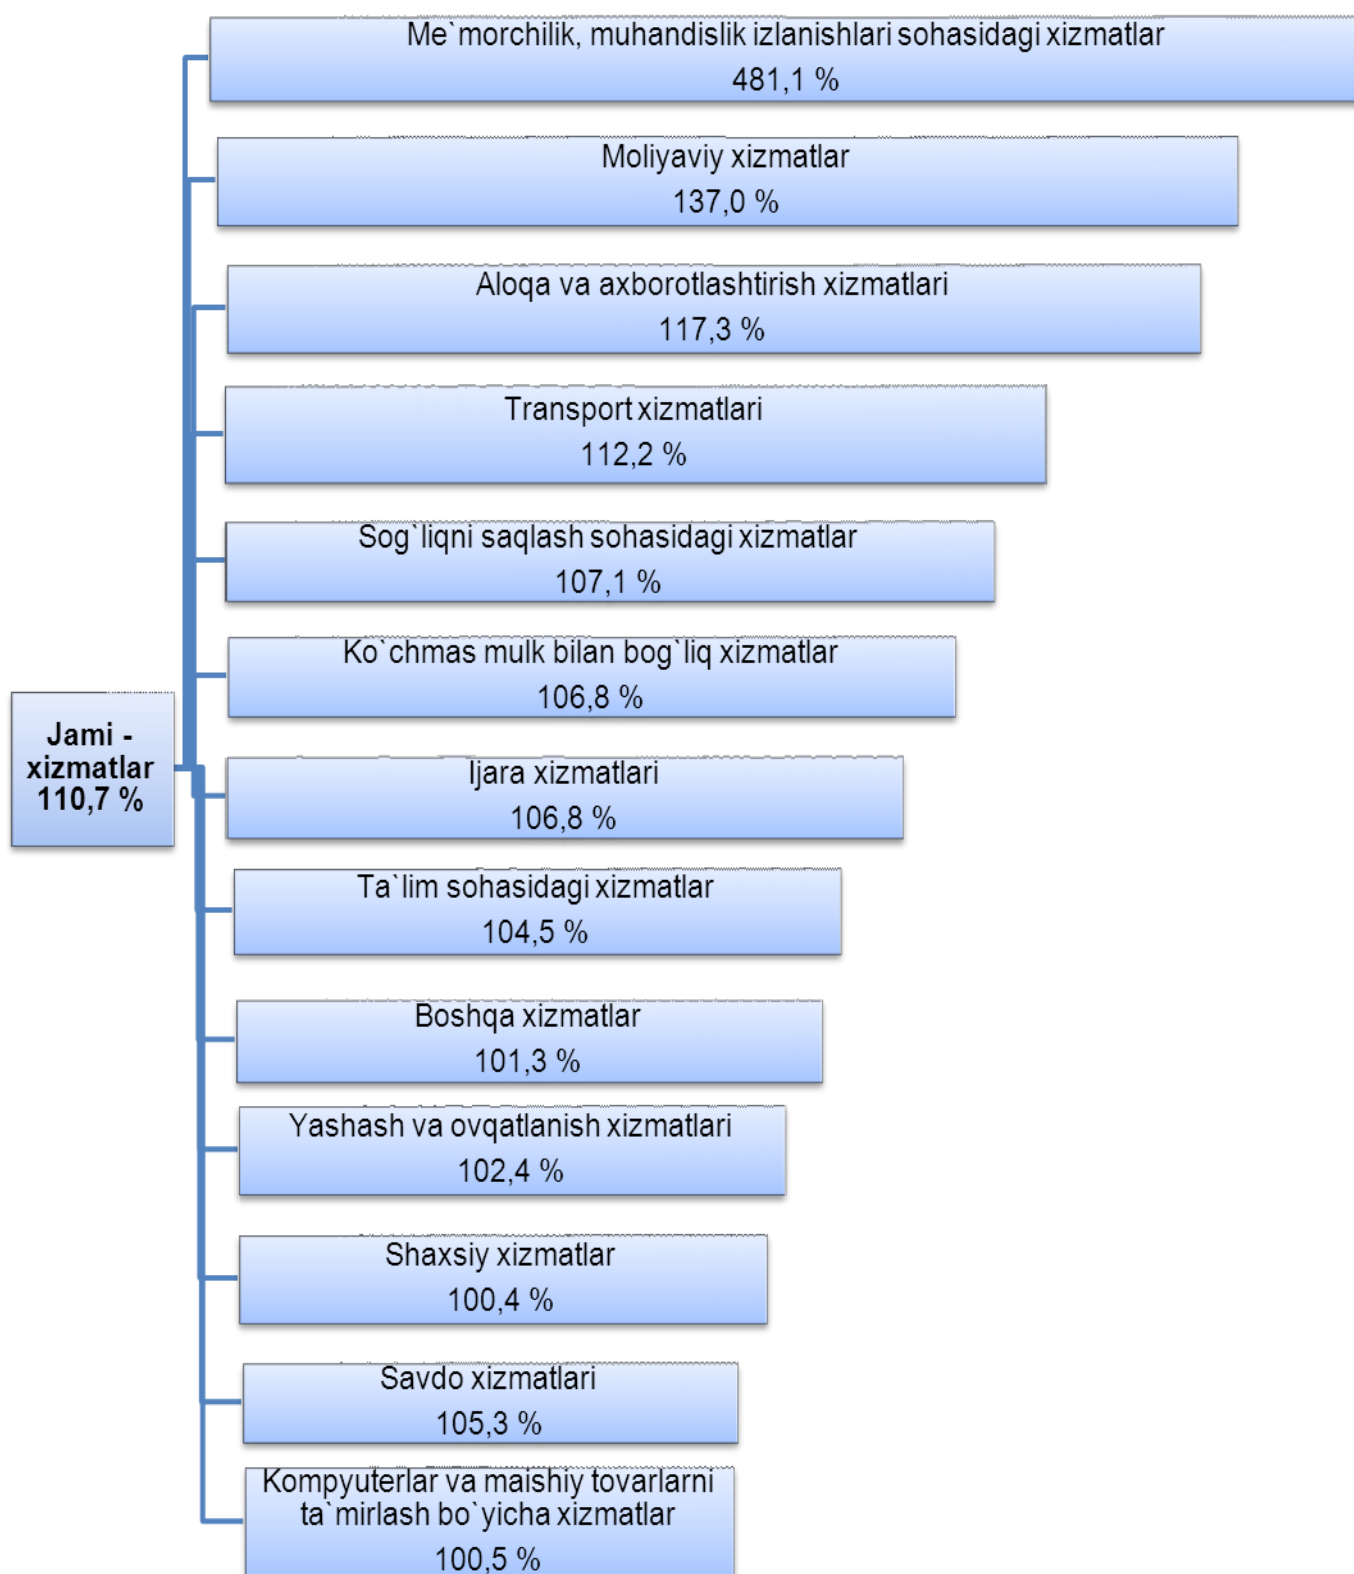 Me`morchilik, muhandislik izlanishlari sohasidagi xizmatlar
481,1 %
Moliyaviy xizmatlar
137,0 %
Aloqa va axborotlashtirish xizmatlari
117,3 %
Transport xizmatlari
112,2 %
Sog`liqni saqlash sohasidagi xizmatlar
107,1 %
Ko`chmas mulk bilan bog`liq xizmatlar
106,8 %
Jami -
xizmatlar
110,7 %
Ijara xizmatlari
106,8 %
Ta`lim sohasidagi xizmatlar
104,5 %
Boshqa xizmatlar
101,3 %
Yashash va ovqatlanish xizmatlari
102,4 %
Shaxsiy xizmatlar
100,4 %
Savdo xizmatlari
105,3 %
Kompyuterlar va maishiy tovarlarni
ta`mirlash bo`yicha xizmatlar
100,5 %